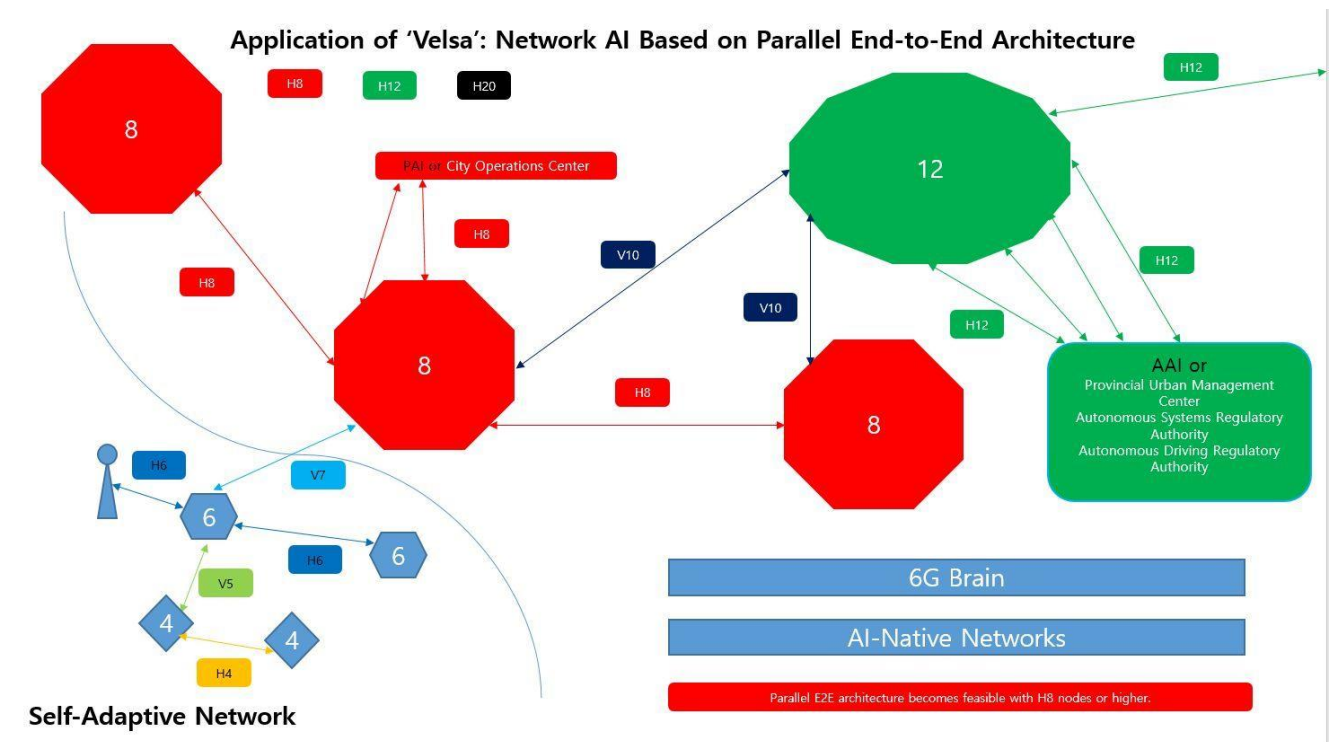 Application of ‘Velsa’: Network AI Based on Parallel End-to-End Architecture
H8
H12
H20
H12
8
12
PAI or City Operations Center
H8
V10
H12
H8
V10
H12
8
AAI or
Provincial Urban Management
Center
Autonomous Systems Regulatory
Authority
Autonomous Driving Regulatory
Authority
H8
8
H6
V7
6
H6
6
V5
6G Brain
4
4
AI-Native Networks
H4
Parallel E2E architecture becomes feasible with H8 nodes or higher.
Self-Adaptive Network